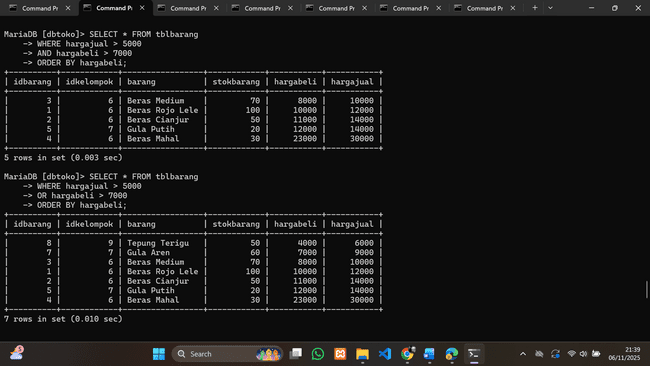 Command Pr
Command Pr
Command Pr
Command Pr
Command Pr
Command Pr
Command Pr
MariaDB [dbtoko]> SELECT * FROM tblbarang
    -> WHERE hargajual > 5000
    -> AND hargabeli > 7000
    -> ORDER BY hargabeli;
+----------+------------+------------------+------------+-----------+-----------+
| idbarang | idkelompok | barang           | stokbarang | hargabeli | hargajual |
+----------+------------+------------------+------------+-----------+-----------+
|        3 |          6 | Beras Medium     |         70 |      8000 |     10000 |
|        1 |          6 | Beras Rojo Lele  |        100 |     10000 |     12000 |
|        2 |          6 | Beras Cianjur    |         50 |     11000 |     14000 |
|        5 |          7 | Gula Putih       |         20 |     12000 |     14000 |
|        4 |          6 | Beras Mahal      |         30 |     23000 |     30000 |
+----------+------------+------------------+------------+-----------+-----------+
5 rows in set (0.003 sec)
MariaDB [dbtoko]> SELECT * FROM tblbarang
    -> WHERE hargajual > 5000
    -> OR hargabeli > 7000
    -> ORDER BY hargabeli;
+----------+------------+------------------+------------+-----------+-----------+
| idbarang | idkelompok | barang           | stokbarang | hargabeli | hargajual |
+----------+------------+------------------+------------+-----------+-----------+
|        8 |          9 | Tepung Terigu    |         50 |      4000 |      6000 |
|        7 |          7 | Gula Aren        |         60 |      7000 |      9000 |
|        3 |          6 | Beras Medium     |         70 |      8000 |     10000 |
|        1 |          6 | Beras Rojo Lele  |        100 |     10000 |     12000 |
|        2 |          6 | Beras Cianjur    |         50 |     11000 |     14000 |
|        5 |          7 | Gula Putih       |         20 |     12000 |     14000 |
|        4 |          6 | Beras Mahal      |         30 |     23000 |     30000 |
+----------+------------+------------------+------------+-----------+-----------+
7 rows in set (0.010 sec)
Search
21:39
06/11/2025